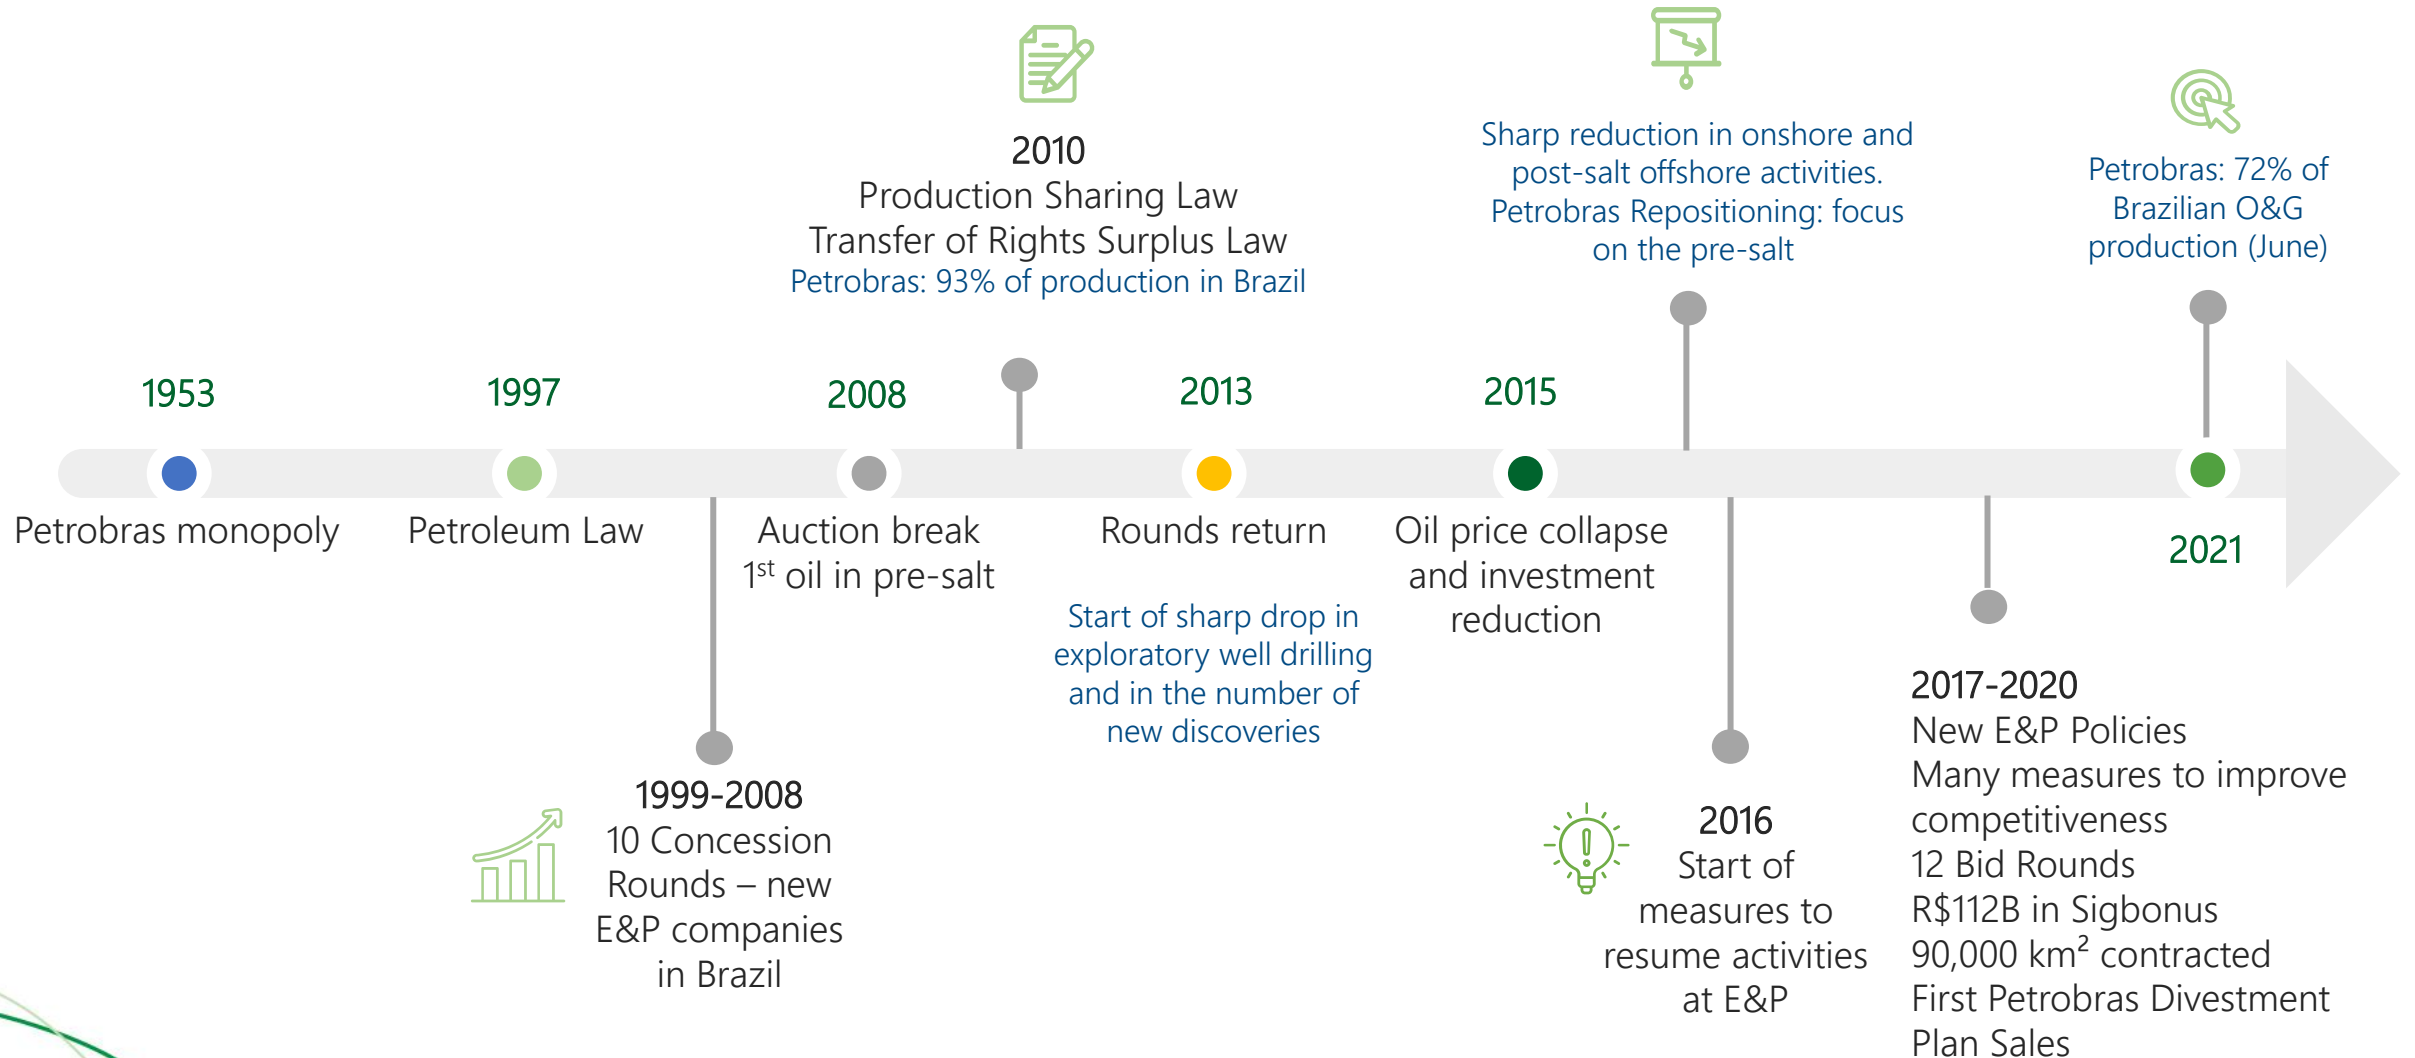 2010
Production Sharing Law
Transfer of Rights Surplus Law
Petrobras: 93% of production in Brazil
Sharp reduction in onshore and
post-salt offshore activities.
Petrobras Repositioning: focus
on the pre-salt
Petrobras: 72% of
Brazilian O&G
production (June)
1953
Petrobras monopoly
1997
Petroleum Law
2008
Auction break
1st oil in pre-salt
2013
Rounds return
Start of sharp drop in
exploratory well drilling
and in the number of
new discoveries
2015
Oil price collapse
and investment
reduction
2021
1999-2008
10 Concession
Rounds – new
E&P companies
in Brazil
2016
Start of
measures to
resume activities
at E&P
2017-2020
New E&P Policies
Many measures to improve
competitiveness
12 Bid Rounds
R$112B in Sigbonus
90,000 km² contracted
First Petrobras Divestment
Plan Sales